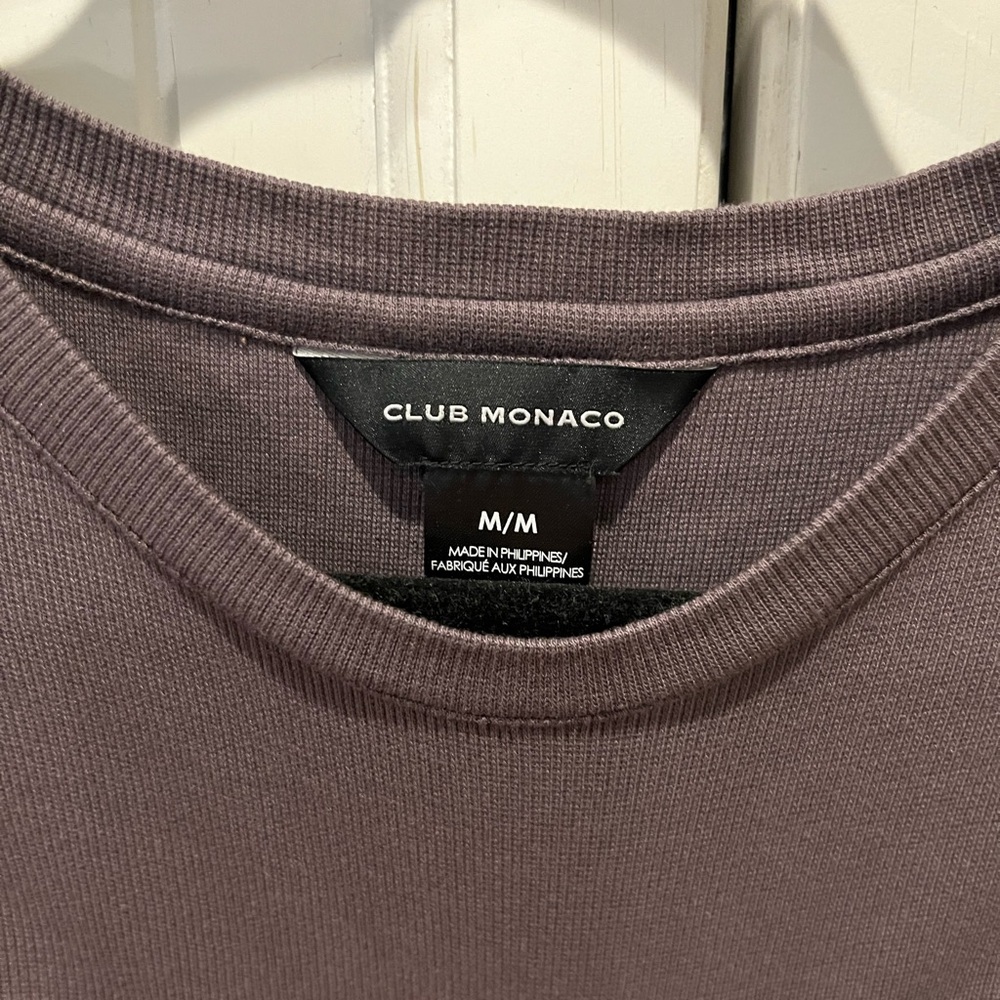 CLUB MONACO
M/M
MADE IN PHILIPPINES/
FABRIQUÉ AUX PHILIPPINES